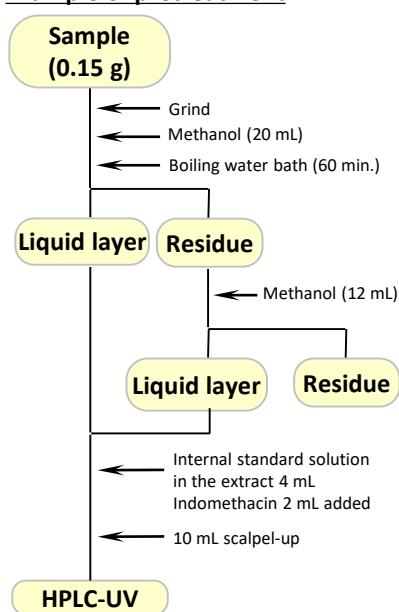 Sample
(0.15 g)
Grind
Methanol (20 mL)
Boiling water bath (60 min.)
Liquid layer
Residue
Methanol (12 mL)
Liquid layer
Residue
Internal standard solution
in the extract 4 mL
Indomethacin 2 mL added
10 mL scalpel-up
HPLC-UV